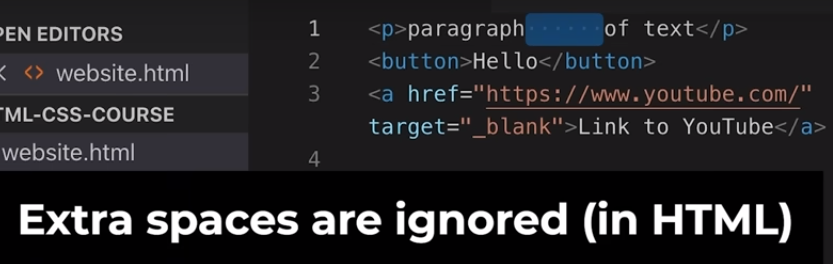 PEN EDITORS
website.html
TML-CSS-COURSE
website.html
1 <p>paragraph······of text</p>
2 <button>Hello</button>
3 <a href="https://www.youtube.com/"
target="_blank">Link to YouTube</a>
4
Extra spaces are ignored (in HTML)